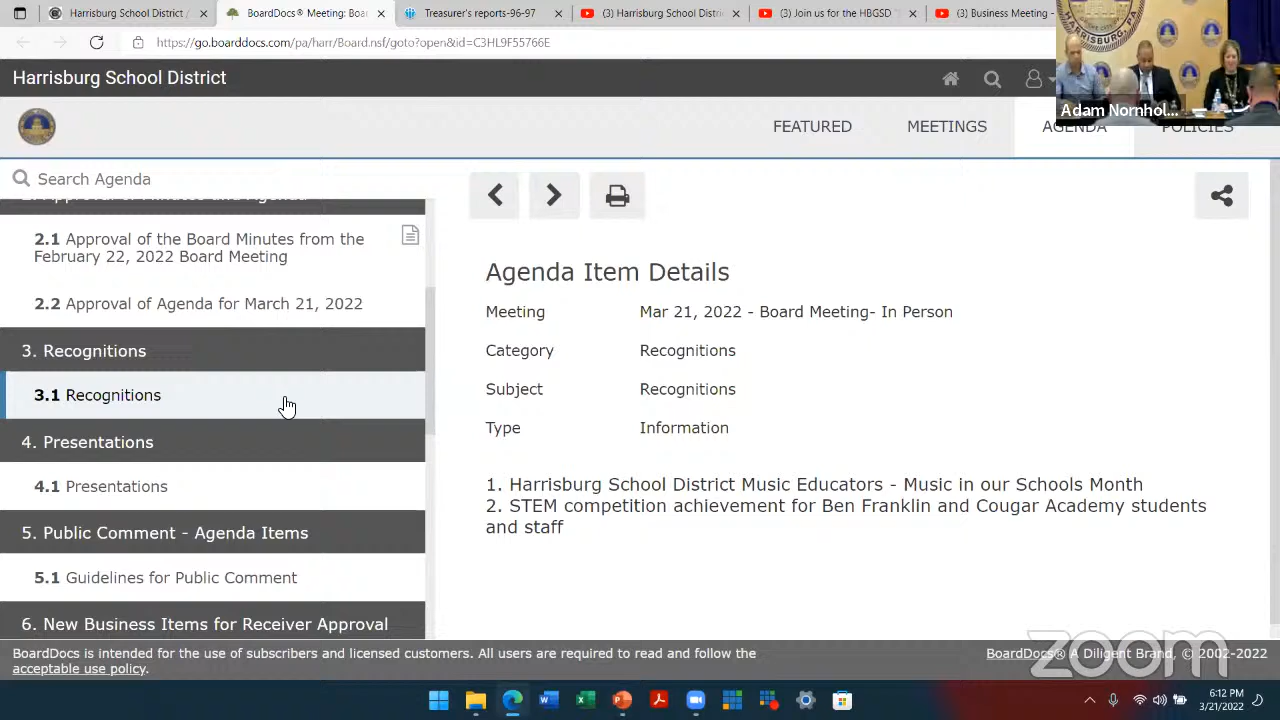 Harrisburg School District /
BoardDocs® Meeting: Boa
Treasurer's reports-96-97
(3) Harrisburg School Distri
(3) Join us for the HBGSD "T
(3) Business Meeting -
https://go.boarddocs.com/pa/harr/Board.nsf/goto?open&id=C3HL9F55766E
HARRISBURG, PA
Adam Nornhol...
Harrisburg School District
FEATURED
MEETINGS
AGENDA
POLICIES
Search Agenda
2. Approval of Minutes and Agenda
2.1 Approval of the Board Minutes from the
February 22, 2022 Board Meeting
2.2 Approval of Agenda for March 21, 2022
3. Recognitions
3.1 Recognitions
4. Presentations
4.1 Presentations
5. Public Comment - Agenda Items
5.1 Guidelines for Public Comment
6. New Business Items for Receiver Approval
Agenda Item Details
Meeting Mar 21, 2022 - Board Meeting- In Person
Category Recognitions
Subject Recognitions
Type Information
1. Harrisburg School District Music Educators - Music in our Schools Month
2. STEM competition achievement for Ben Franklin and Cougar Academy students
and staff
BoardDocs is intended for the use of subscribers and licensed customers. All users are required to read and follow the
acceptable use policy.
BoardDocs® A Diligent Brand, © 2002-2022
zoom
6:12 PM
3/21/2022